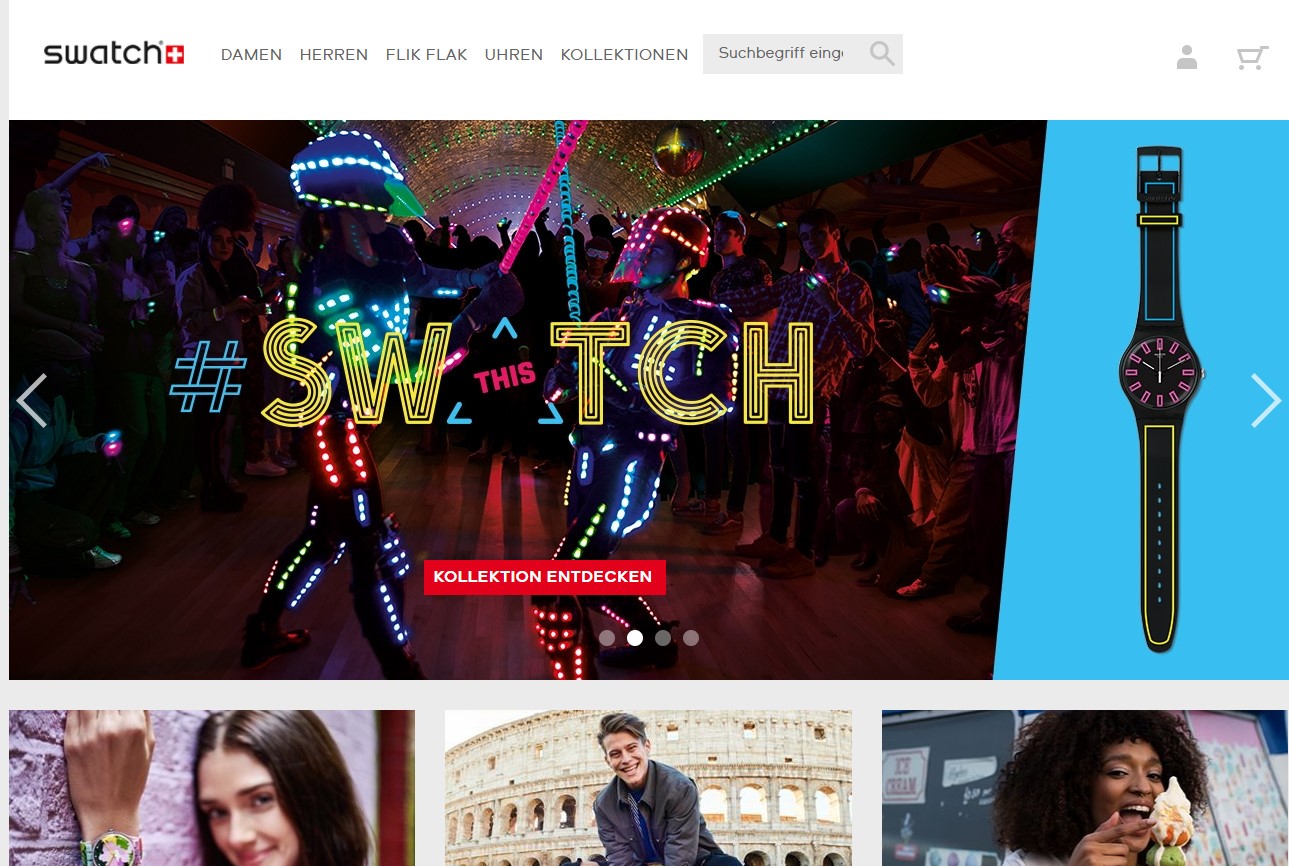 swatch
DAMEN HERREN FLIK FLAK UHREN KOLLEKTIONEN Suchbegriff eing
#SW THIS TCH
KOLLEKTION ENTDECKEN
ICE
CREAM